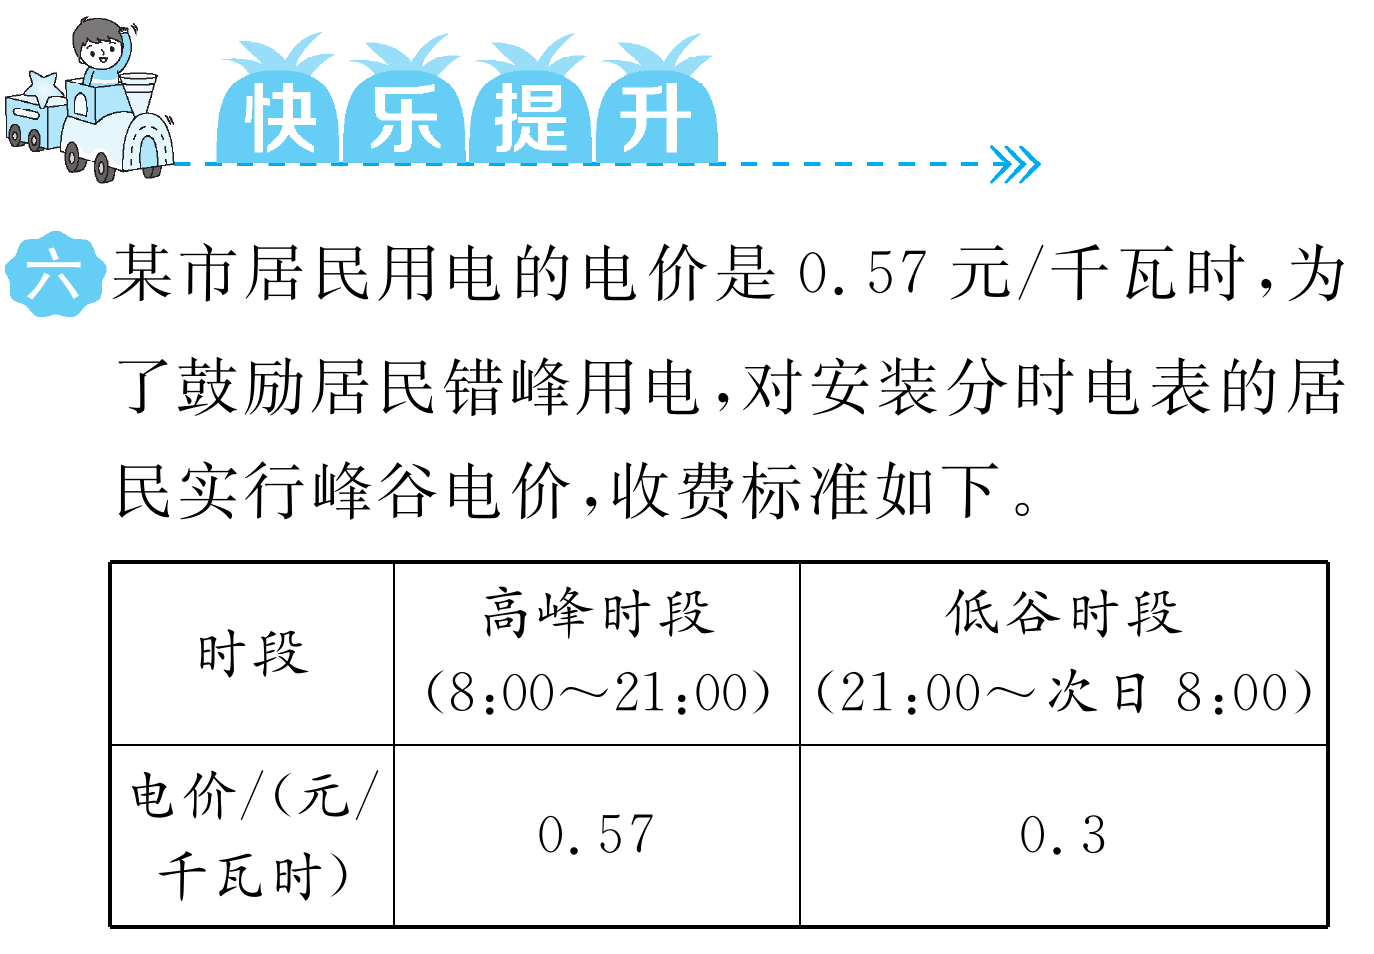 快乐提升
六 某市居民用电的电价是 0.57 元/千瓦时,为
了鼓励居民错峰用电,对安装分时电表的居
民实行峰谷电价,收费标准如下。
时段
高峰时段
(8:00～21:00)
低谷时段
(21:00～次日 8:00)
电价/(元/
千瓦时)
0.57
0.3